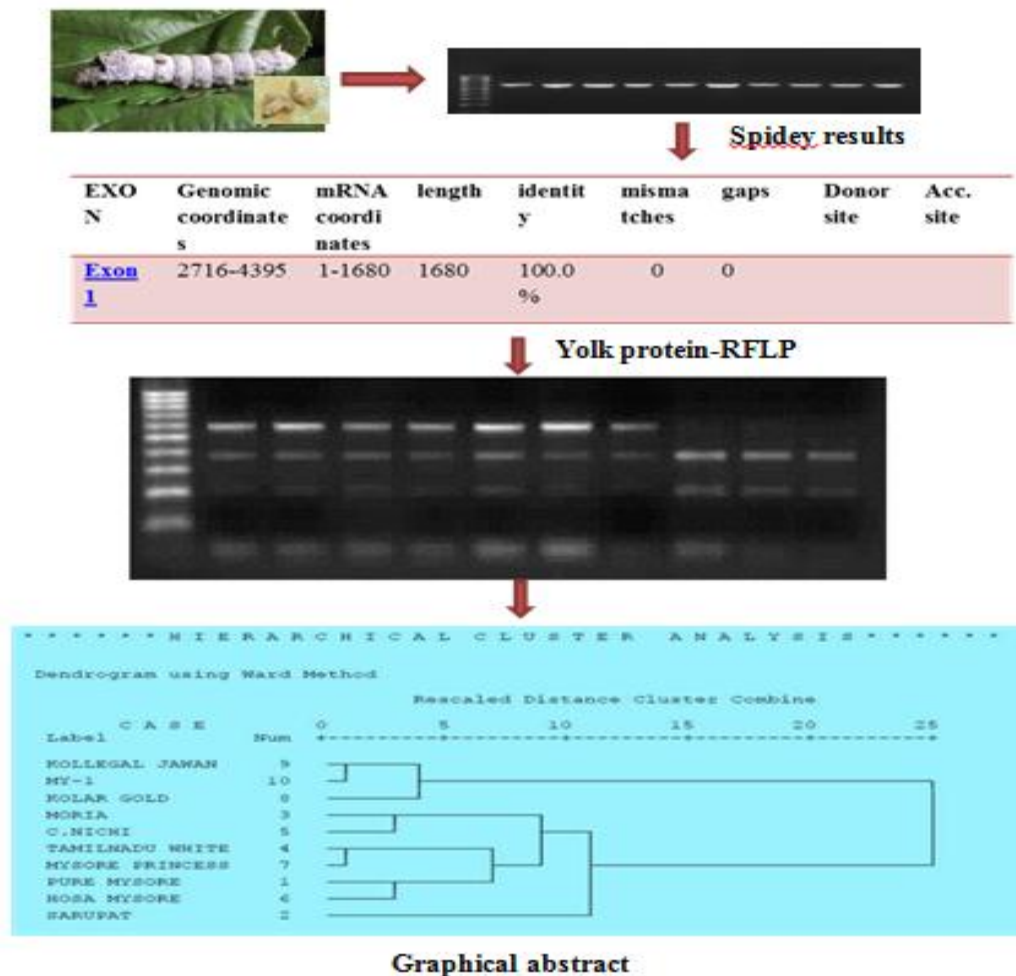 Spidey results
EXO Genomic mRNA length identit misma gaps Donor Acc.
N coordinate coordi y tches site site
s nates
Exon 2716-4395 1-1680 1680 100.0 0 0
1 %
Yolk protein-RFLP
* * * * * * H I E R A R C H I C A L C L U S T E R A N A L Y S I S * * * * * *
Dendrogram using Ward Method
Rescaled Distance Cluster Combine
C A S E 0 5 10 15 20 25
Label Num +---------+---------+---------+---------+---------+
KOLLEGAL JAWAN 9
MY-1 10
KOLAR GOLD 8
MORIA 3
C.NICHI 5
TAMILNADU WHITE 4
MYSORE PRINCESS 7
PURE MYSORE 1
HOSA MYSORE 6
SARUPAT 2
Graphical abstract